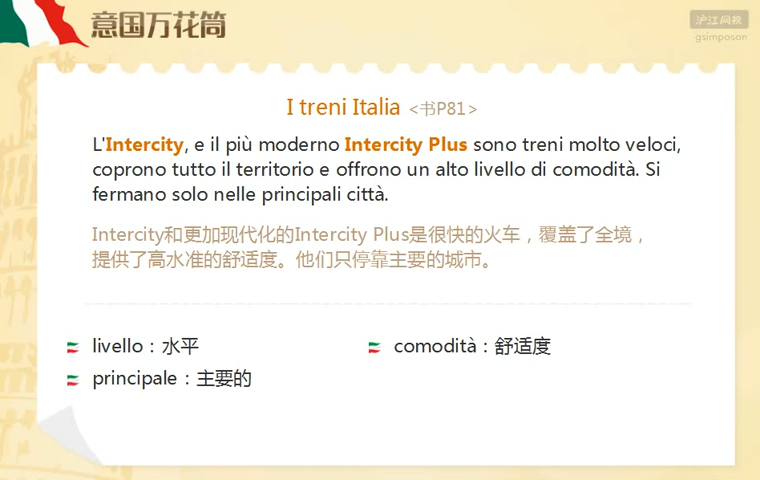 意国万花筒
沪江网校
gsimposon
I treni Italia <书P81>
L'Intercity, e il più moderno Intercity Plus sono treni molto veloci,
coprono tutto il territorio e offrono un alto livello di comodità. Si
fermano solo nelle principali città.
Intercity和更加现代化的Intercity Plus是很快的火车，覆盖了全境，
提供了高水准的舒适度。他们只停靠主要的城市。
livello：水平
comodità：舒适度
principale：主要的